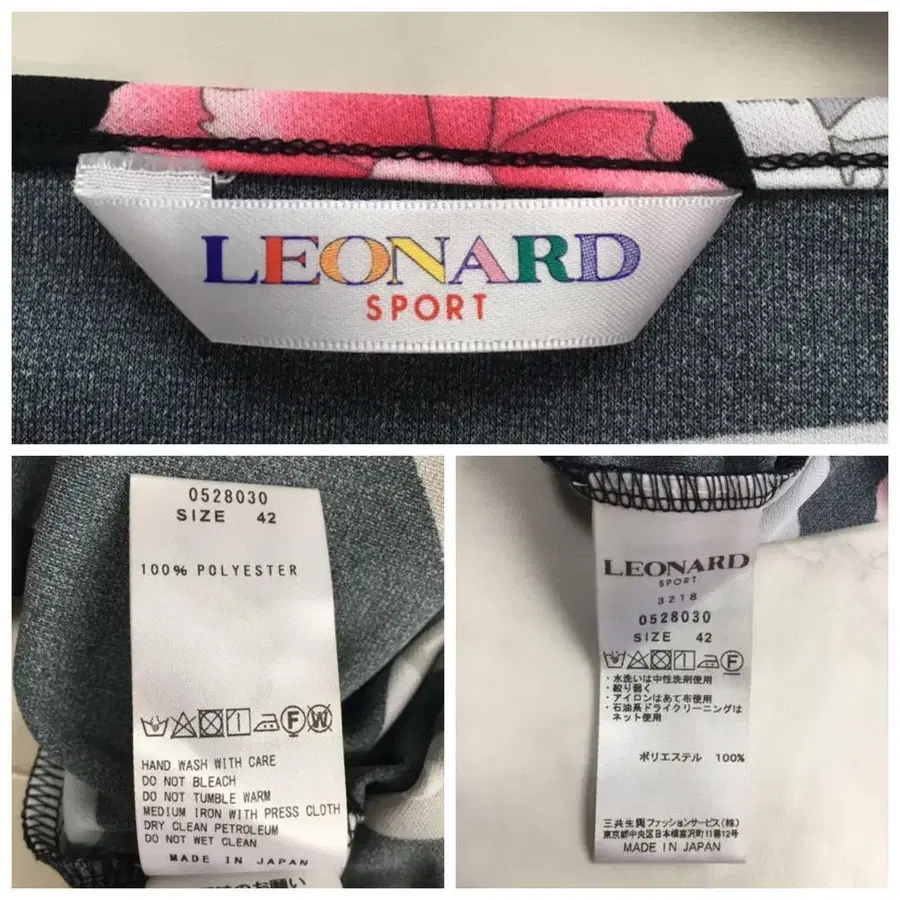 LEONARD
SPORT
0528030
SIZE 42
100% POLYESTER
HAND WASH WITH CARE
DO NOT BLEACH
DO NOT TUMBLE WARM
MEDIUM IRON WITH PRESS CLOTH
DRY CLEAN PETROLEUM
DO NOT WET CLEAN
MADE IN JAPAN
のお願い
LEONARD
SPORT
3218
0528030
SIZE 42
・水洗いは中性洗剤使用
・絞り弱く
・アイロンはあて布使用
・石油系ドライクリーニングは
ネット使用
ポリエステル 100%
三共生興ファッションサービス(株)
東京都中央区日本橋富沢町11番12号
MADE IN JAPAN